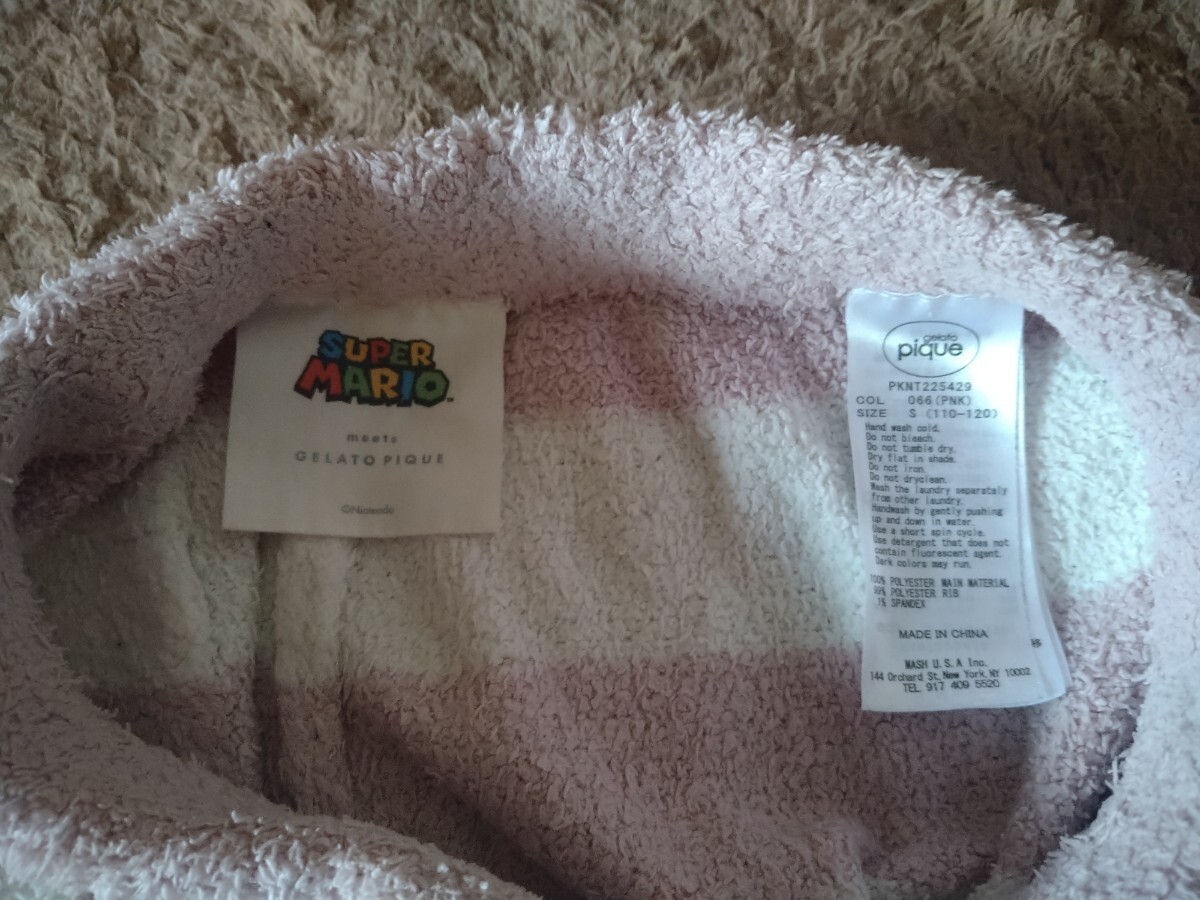 SUPER
MARIO™
meets
GELATO PIQUE
©Nintendo
gelato
pique
PKNT225429
COL 066(PNK)
SIZE S (110-120)
Hand wash cold.
Do not bleach.
Do not tumble dry.
Dry flat in shade.
Do not iron.
Do not dryclean.
Wash the laundry separately
from other laundry.
Handwash by gently pushing
up and down in water.
Use a short spin cycle.
Use detergent that does not
contain fluorescent agent.
Dark colors may run.
100% POLYESTER MAIN MATERIAL
99% POLYESTER RIB
1% SPANDEX
MADE IN CHINA
MASH U.S.A Inc.
144 Orchard St, New York, NY 10002
TEL 917 409 5520